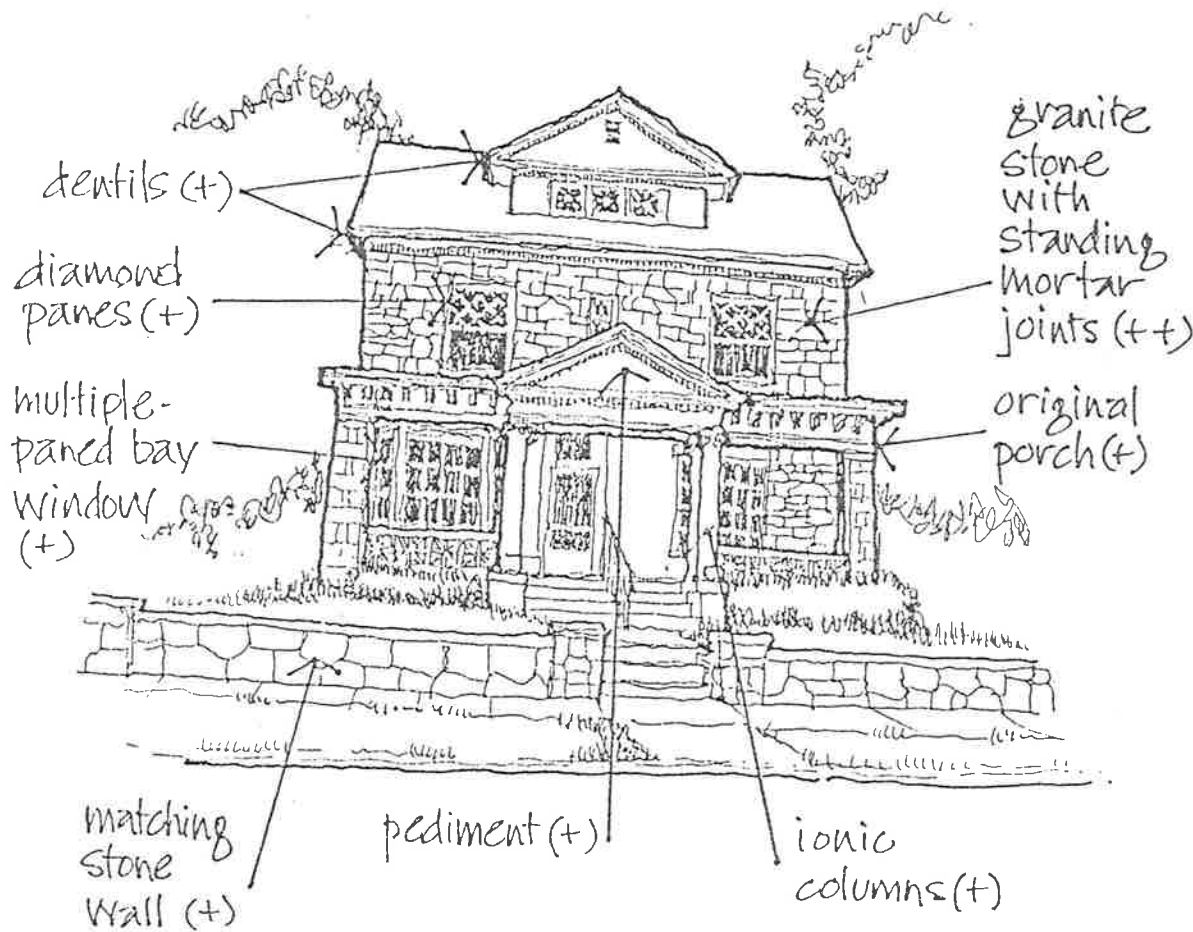 dentils (+)
diamond
panes (+)
multiple-
paned bay
window
(+)
granite
stone
with
standing
mortar
joints (++)
original
porch (+)
matching
stone
wall (+)
pediment (+)
ionic
columns (+)